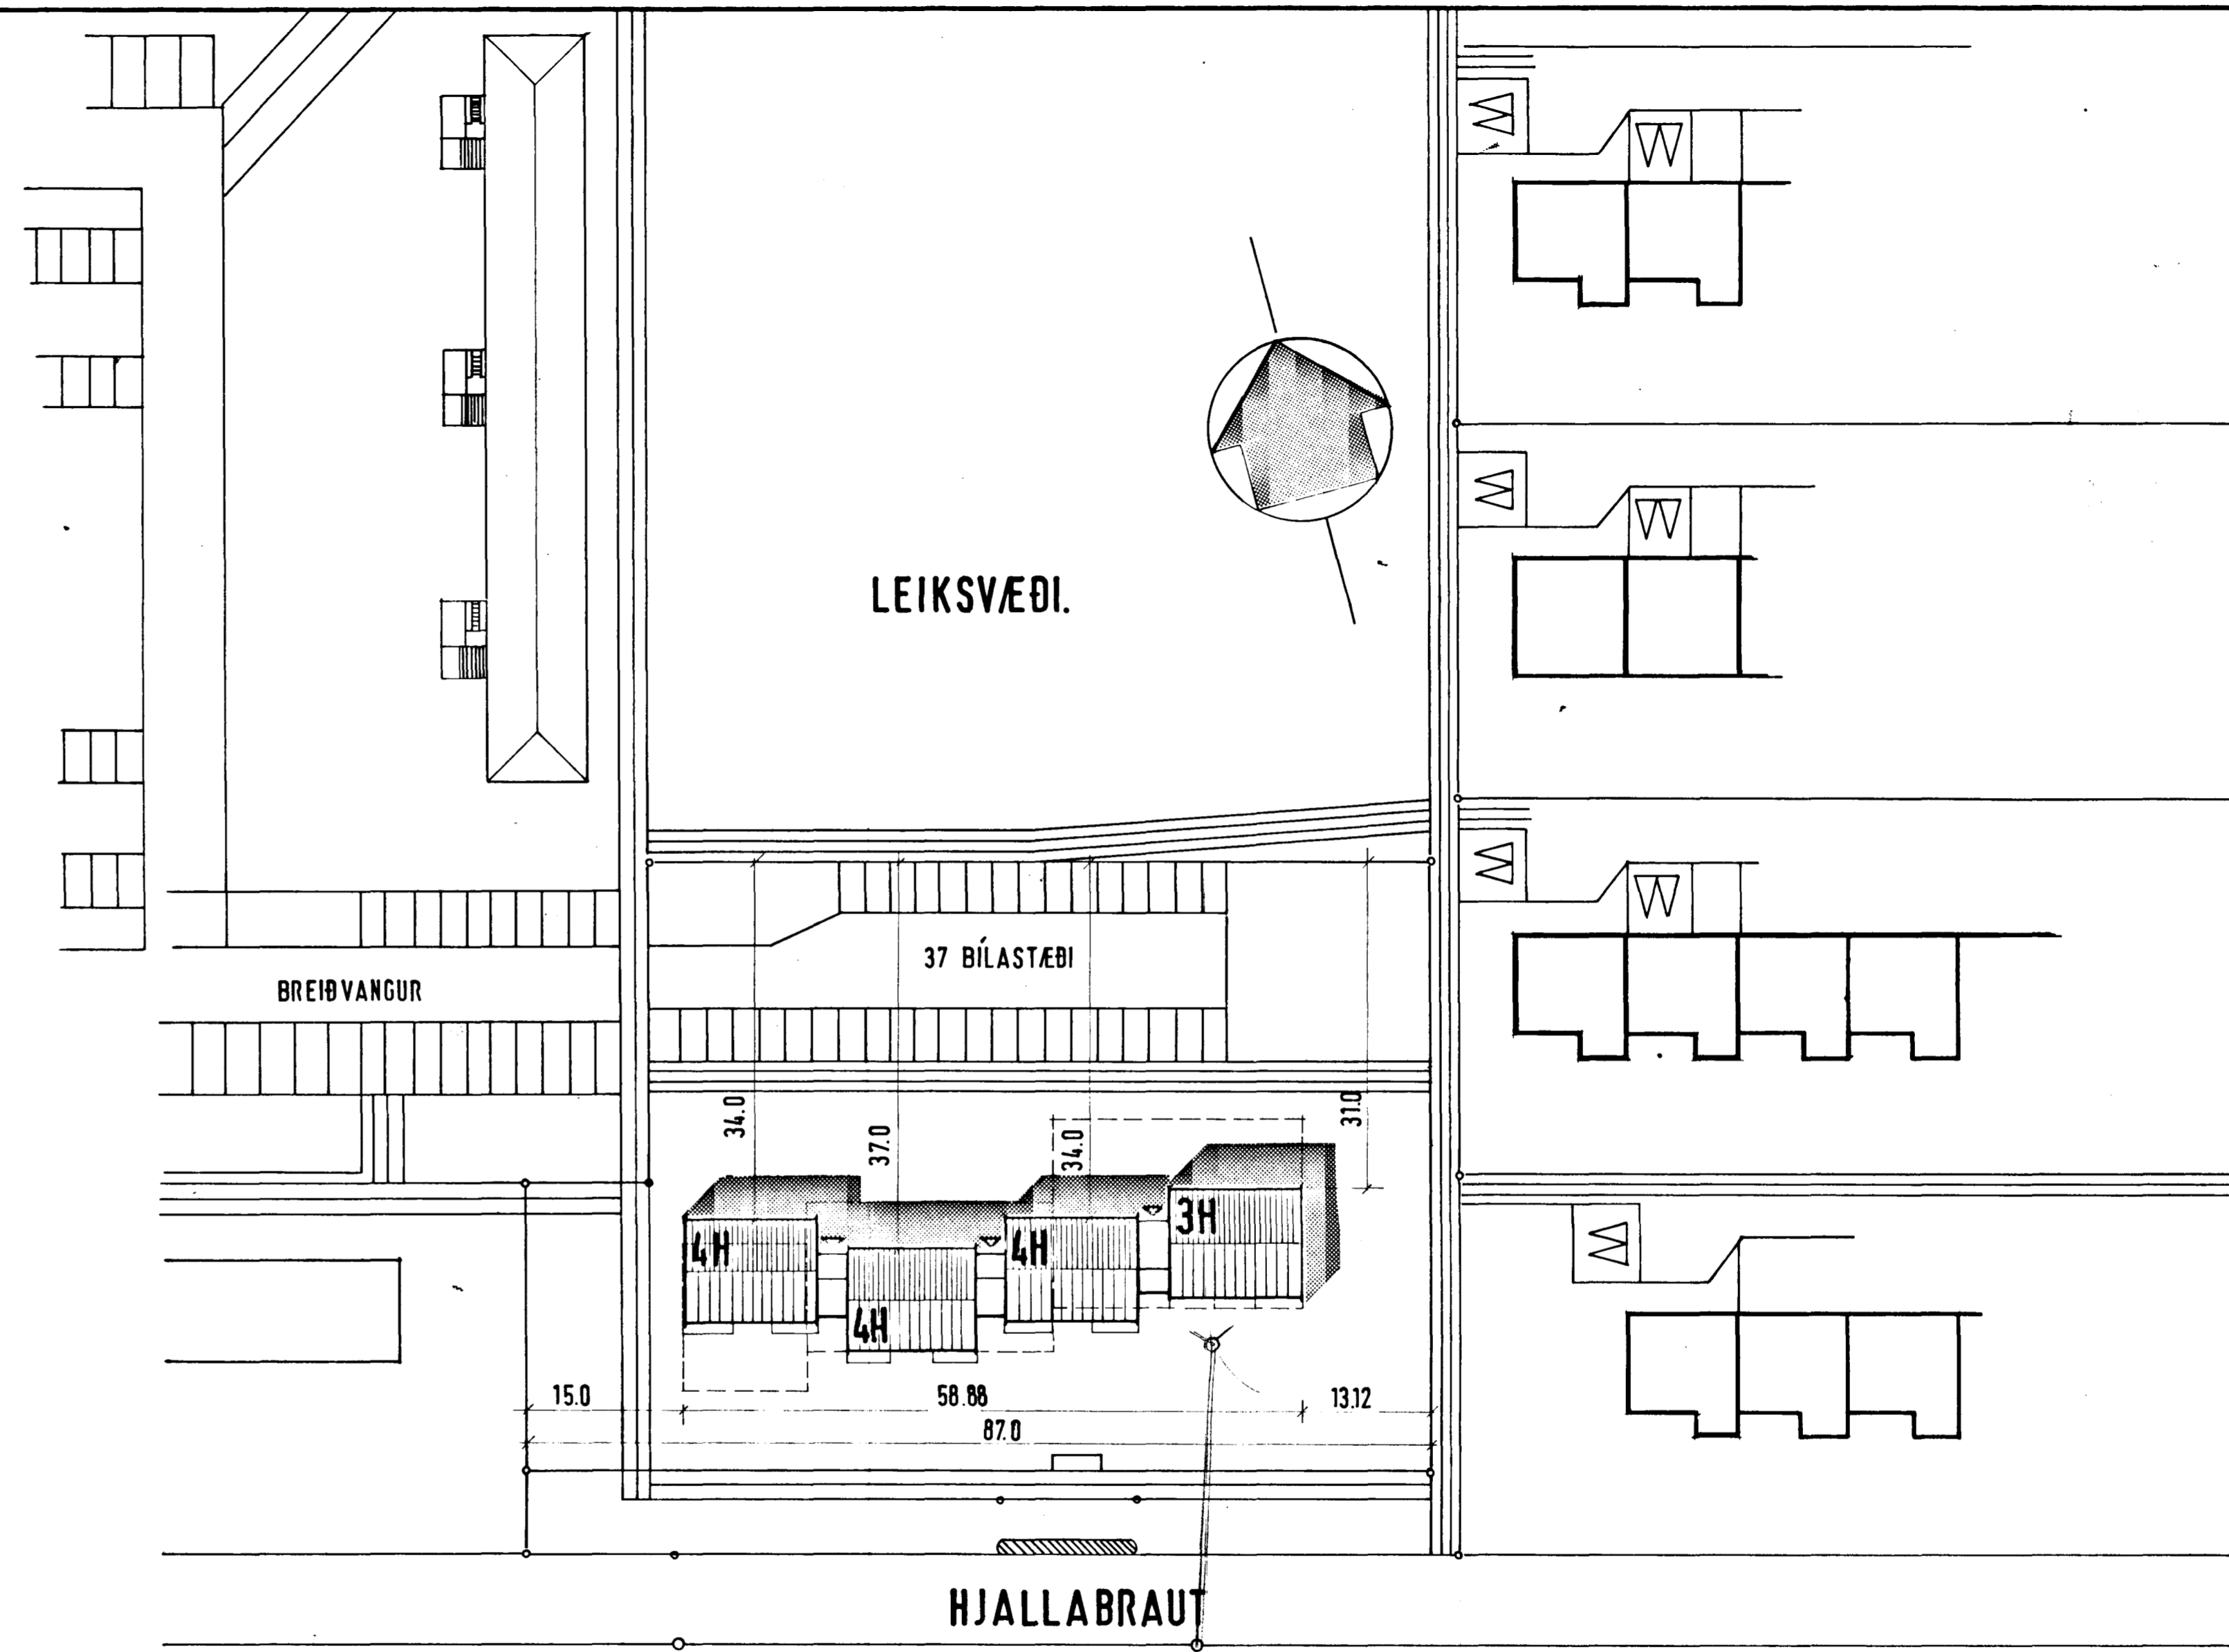 LEIKSVÆÐI.
37 BÍLASTÆÐI
BREIÐVANGUR
34.0
37.0
34.0
31.0
3H
4H
4H
4H
15.0
58.88
13.12
87.0
HJALLABRAUT